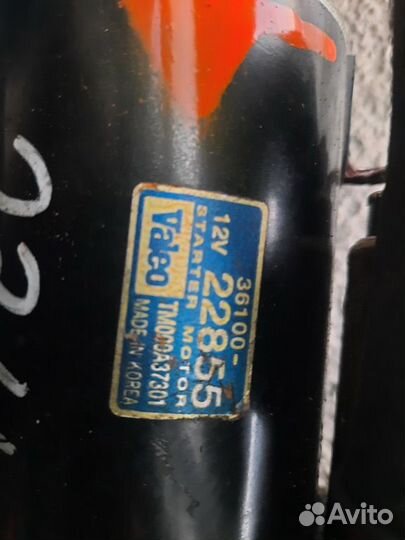 36100-
12V 22855
STARTER MOTOR
Valeo TM000A37301
MADE IN KOREA
Avito